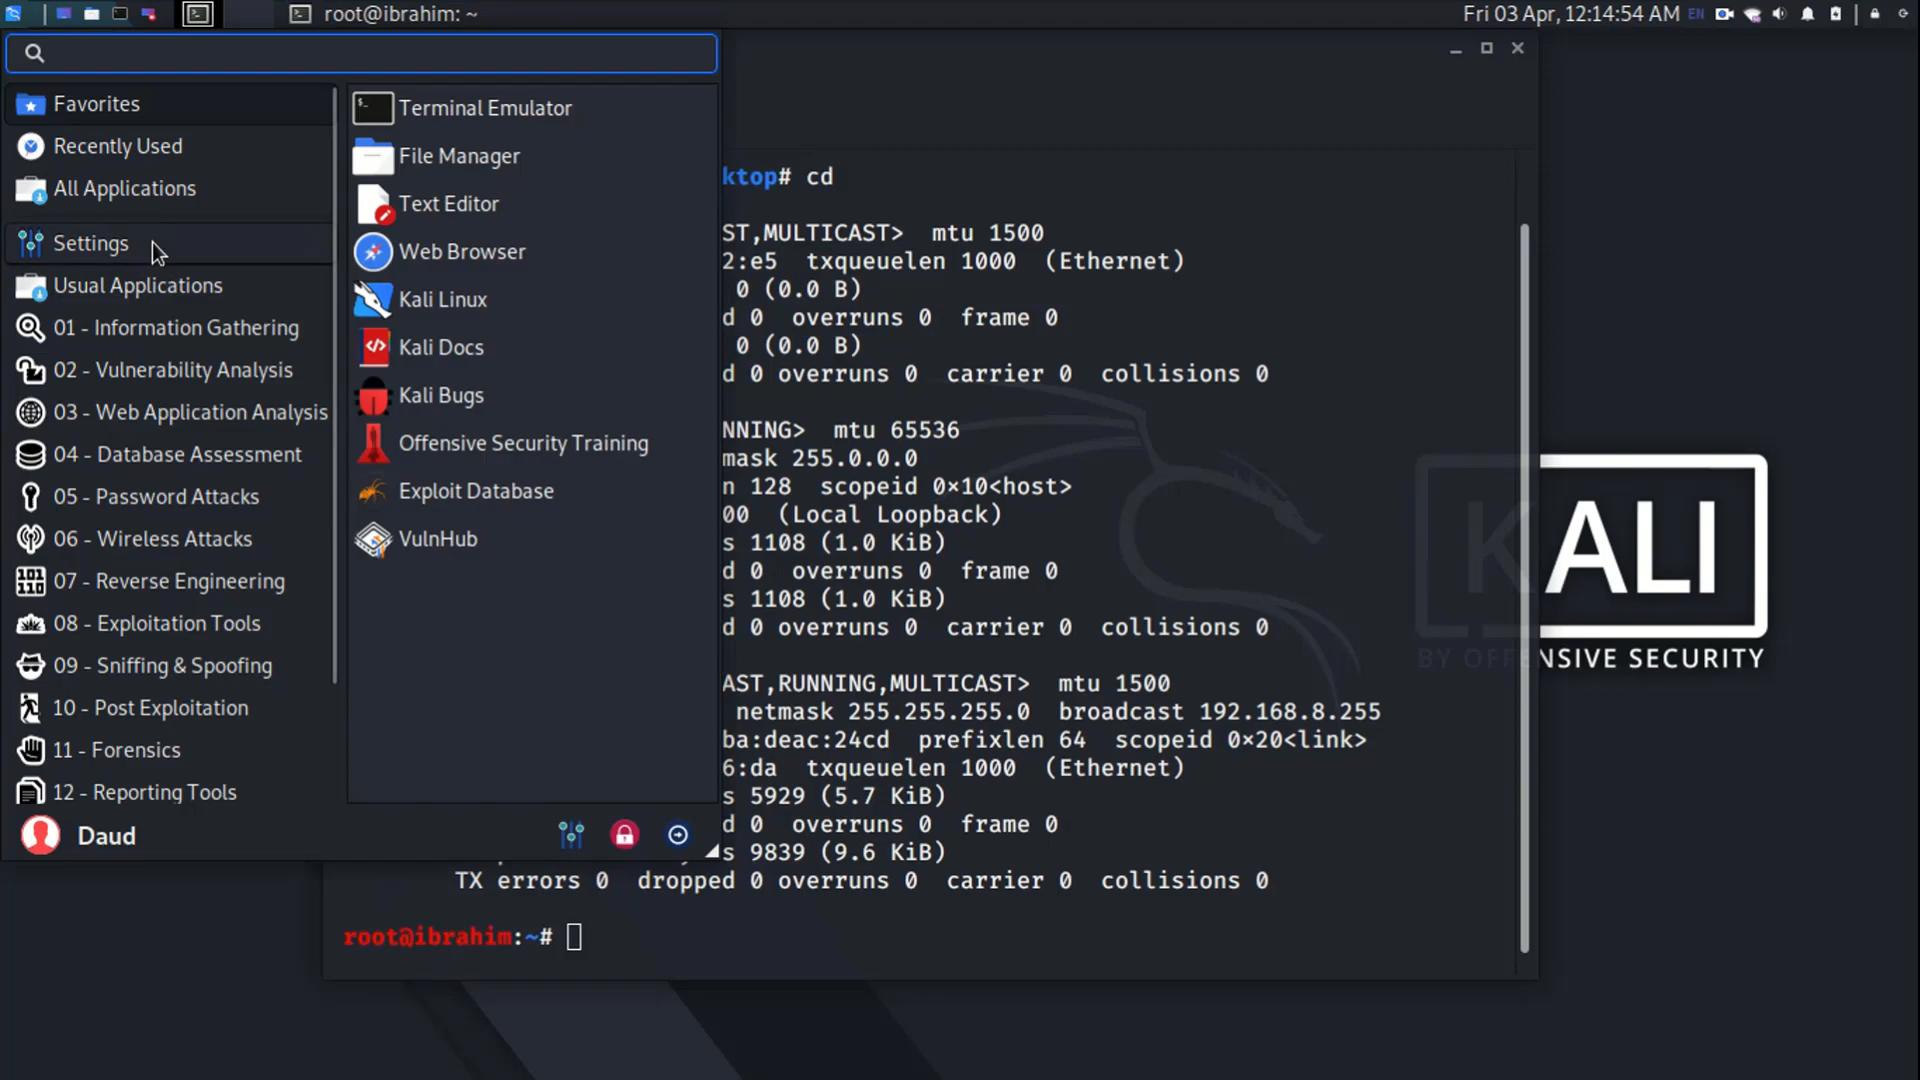 root@ibrahim: ~
Fri 03 Apr, 12:14:54 AM EN
Favorites
Recently Used
All Applications
Settings
Usual Applications
01 - Information Gathering
02 - Vulnerability Analysis
03 - Web Application Analysis
04 - Database Assessment
05 - Password Attacks
06 - Wireless Attacks
07 - Reverse Engineering
08 - Exploitation Tools
09 - Sniffing & Spoofing
10 - Post Exploitation
11 - Forensics
12 - Reporting Tools
Daud
Terminal Emulator
File Manager
Text Editor
Web Browser
Kali Linux
Kali Docs
Kali Bugs
Offensive Security Training
Exploit Database
VulnHub
ktop# cd
ST,MULTICAST> mtu 1500
2:e5 txqueuelen 1000 (Ethernet)
0 (0.0 B)
d 0 overruns 0 frame 0
0 (0.0 B)
d 0 overruns 0 carrier 0 collisions 0
NNING> mtu 65536
mask 255.0.0.0
n 128 scopeid 0×10<host>
00 (Local Loopback)
s 1108 (1.0 KiB)
d 0 overruns 0 frame 0
s 1108 (1.0 KiB)
d 0 overruns 0 carrier 0 collisions 0
AST,RUNNING,MULTICAST> mtu 1500
netmask 255.255.255.0 broadcast 192.168.8.255
ba:deac:24cd prefixlen 64 scopeid 0×20<link>
6:da txqueuelen 1000 (Ethernet)
s 5929 (5.7 KiB)
d 0 overruns 0 frame 0
s 9839 (9.6 KiB)
TX errors 0 dropped 0 overruns 0 carrier 0 collisions 0
root@ibrahim:~#
KALI
BY OFFENSIVE SECURITY